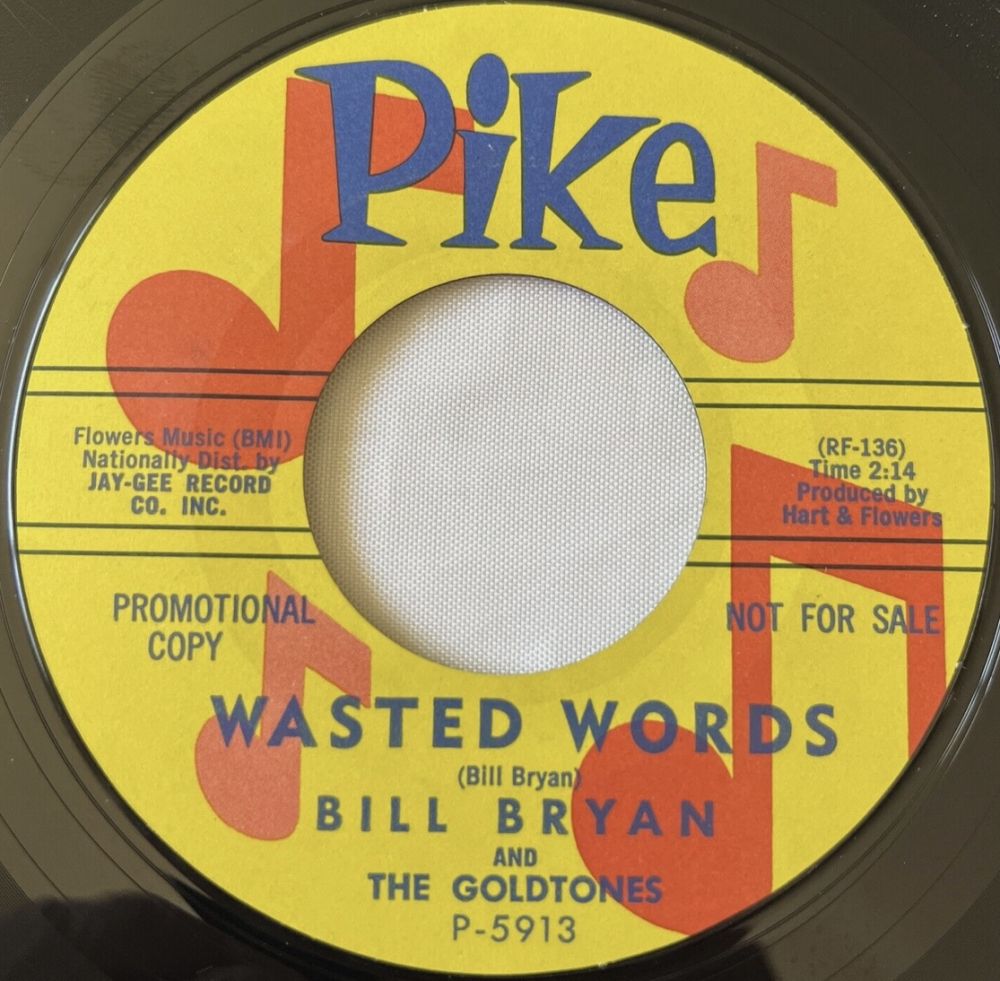 Pike
Flowers Music (BMI)
Nationally Dist. by
JAY-GEE RECORD
CO. INC.
(RF-136)
Time 2:14
Produced by
Hart & Flowers
PROMOTIONAL
COPY
NOT FOR SALE
WASTED WORDS
(Bill Bryan)
BILL BRYAN
AND
THE GOLDTONES
P-5913